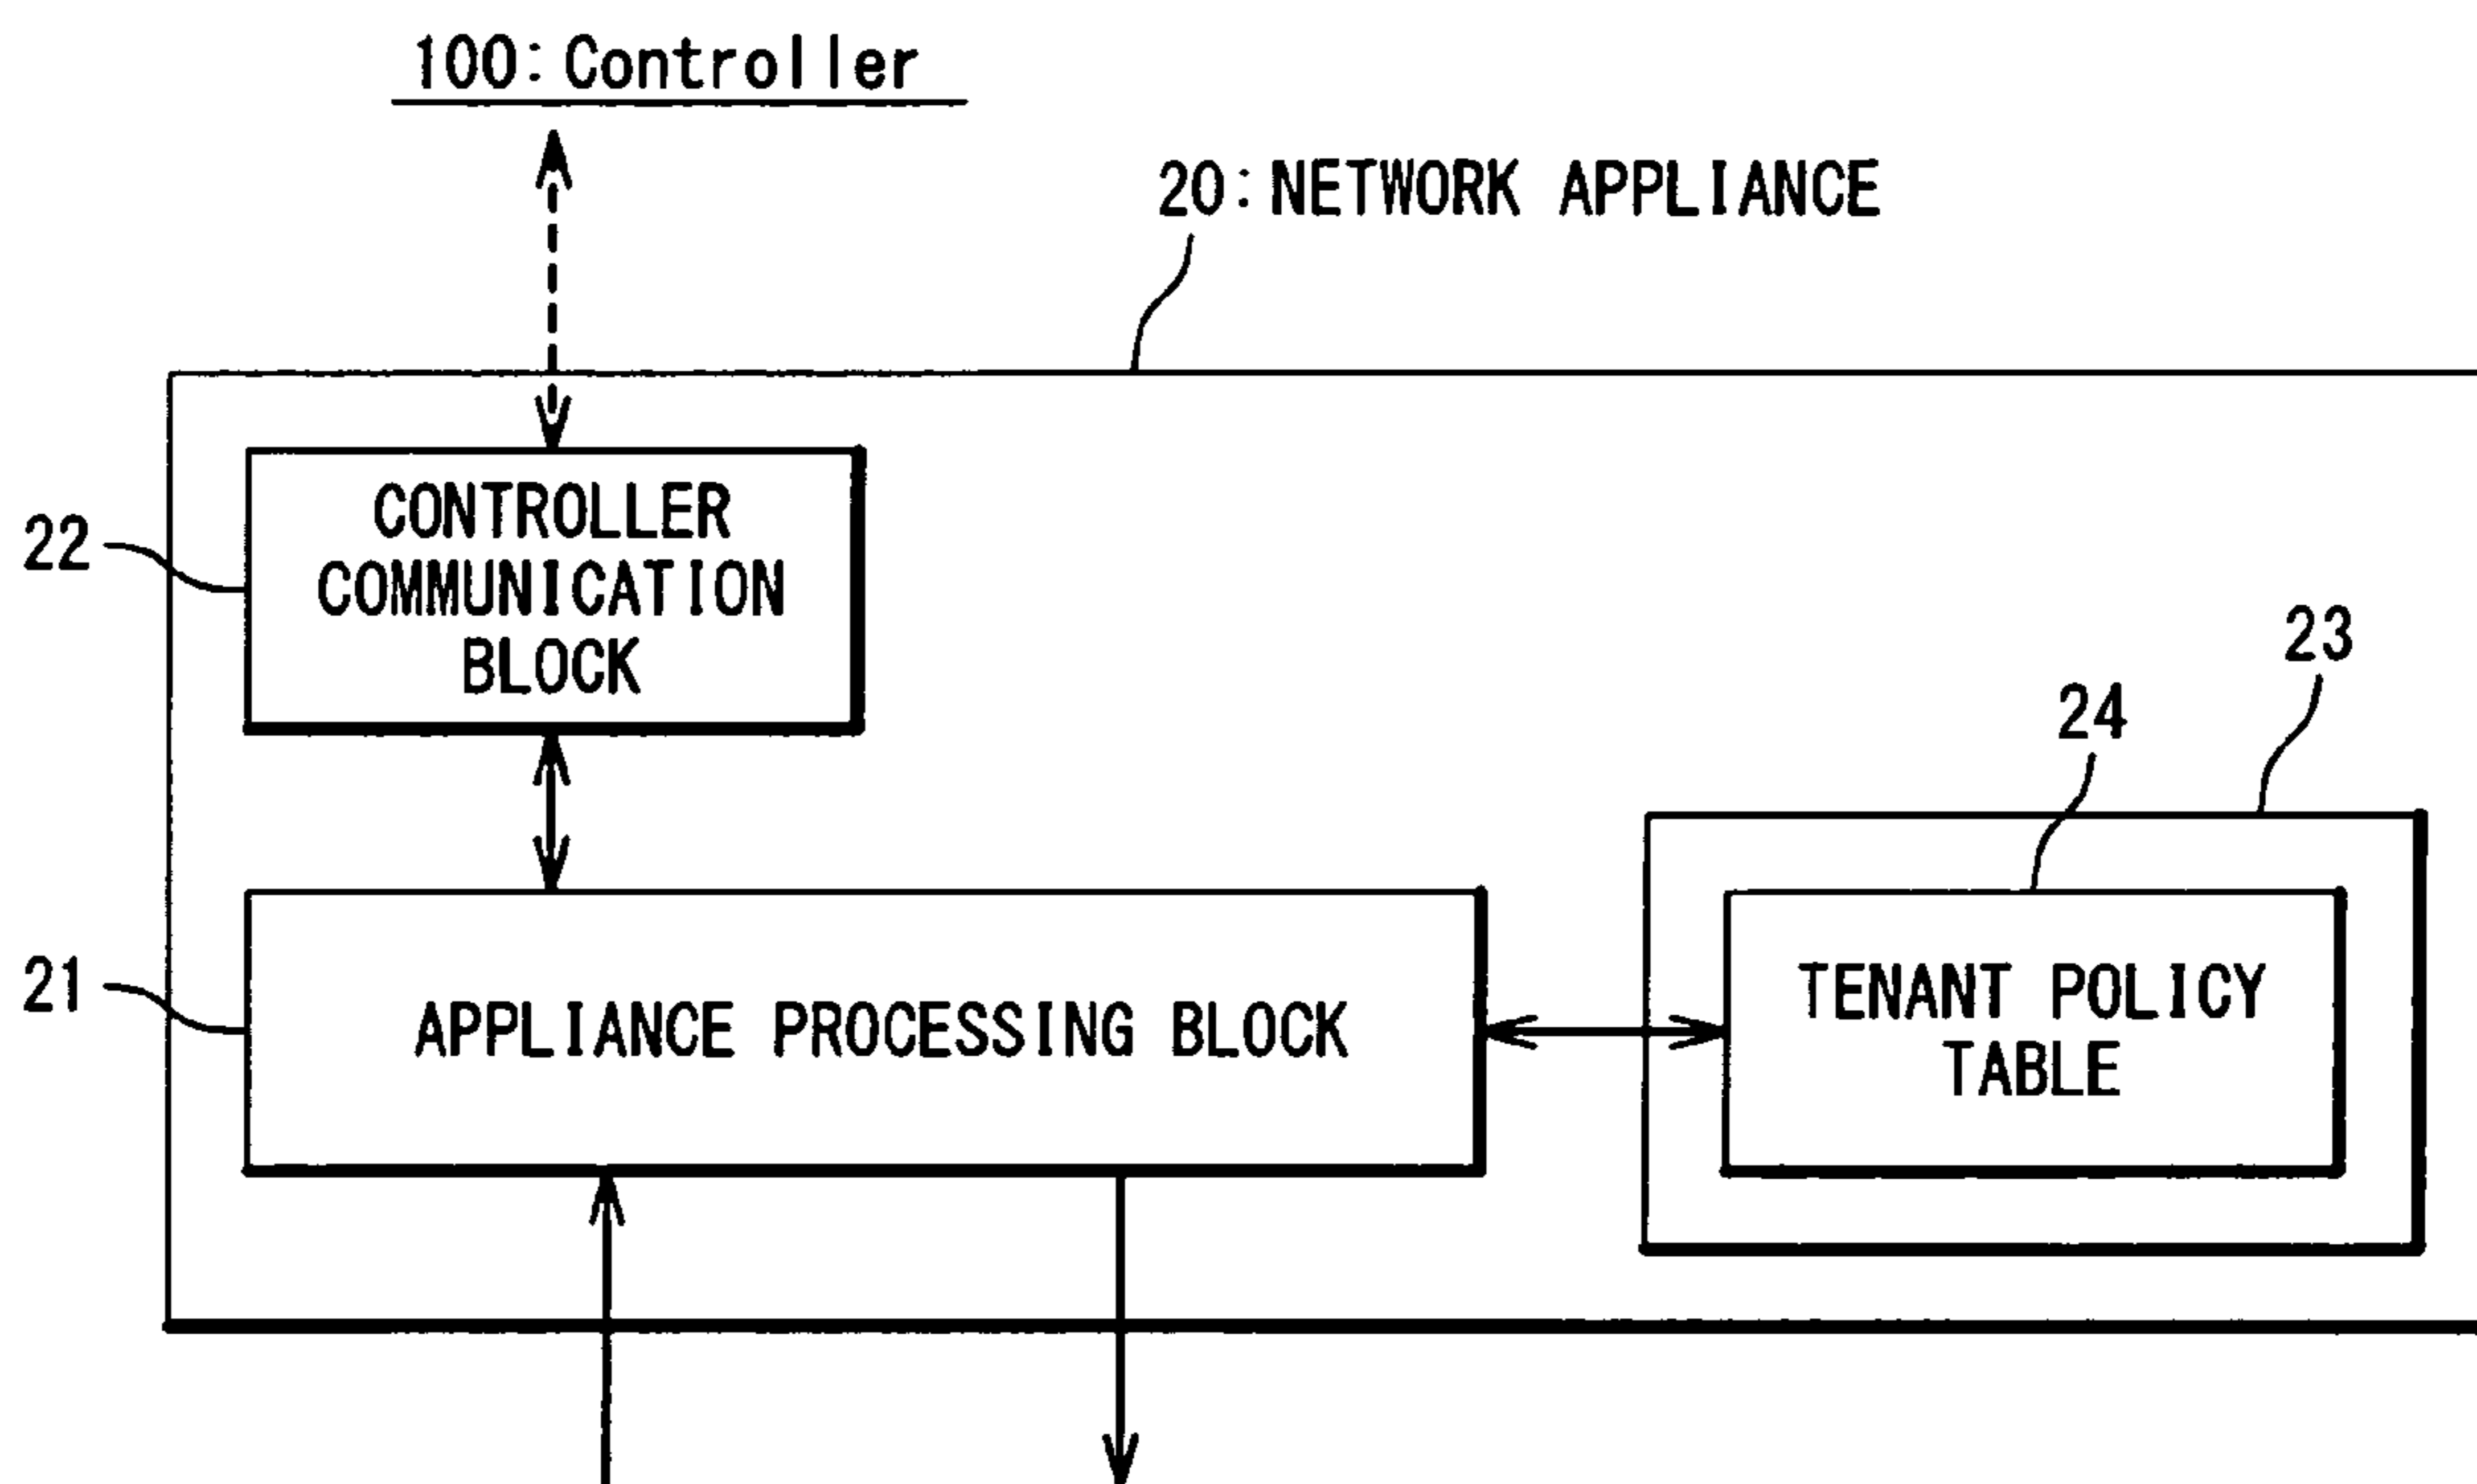 100:Controller
20:NETWORK APPLIANCE
22
CONTROLLER
COMMUNICATION
BLOCK
23
24
21
APPLIANCE PROCESSING BLOCK
TENANT POLICY
TABLE